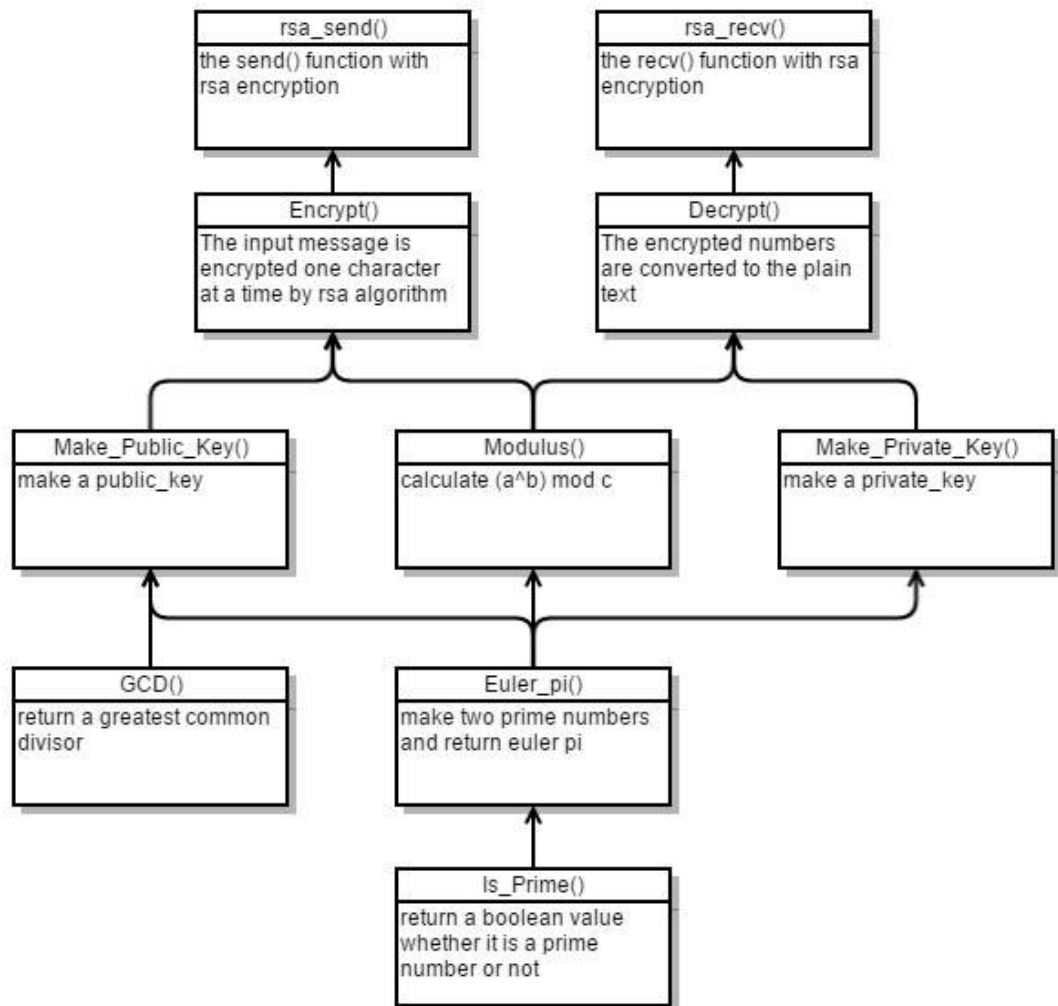 rsa_send()
the send() function with
rsa encryption
rsa_recv()
the recv() function with rsa
encryption
Encrypt()
The input message is
encrypted one character
at a time by rsa algorithm
Decrypt()
The encrypted numbers
are converted to the plain
text
Make_Public_Key()
make a public_key
Modulus()
calculate (a^b) mod c
Make_Private_Key()
make a private_key
GCD()
return a greatest common
divisor
Euler_pi()
make two prime numbers
and return euler pi
Is_Prime()
return a boolean value
whether it is a prime
number or not